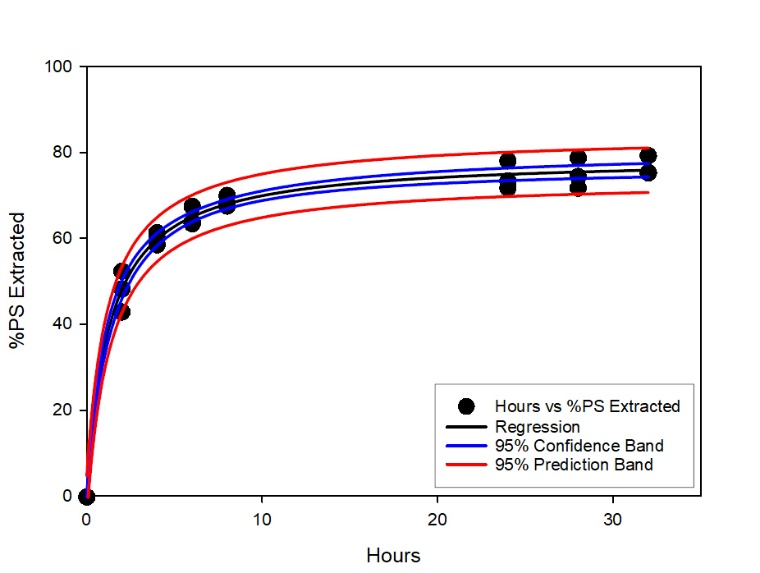 100
80
60
40
20
0
%PS Extracted
Hours vs %PS Extracted
Regression
95% Confidence Band
95% Prediction Band
0 10 20 30
Hours